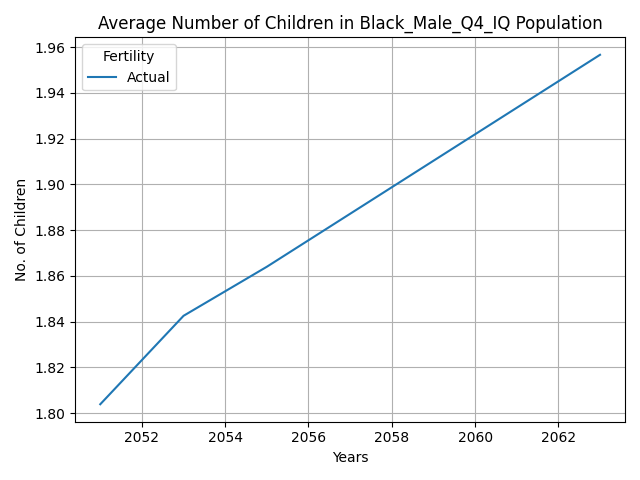 Average Number of Children in Black_Male_Q4_IQ Population
Fertility
Actual
No. of Children
1.96
1.94
1.92
1.90
1.88
1.86
1.84
1.82
1.80
2052 2054 2056 2058 2060 2062
Years